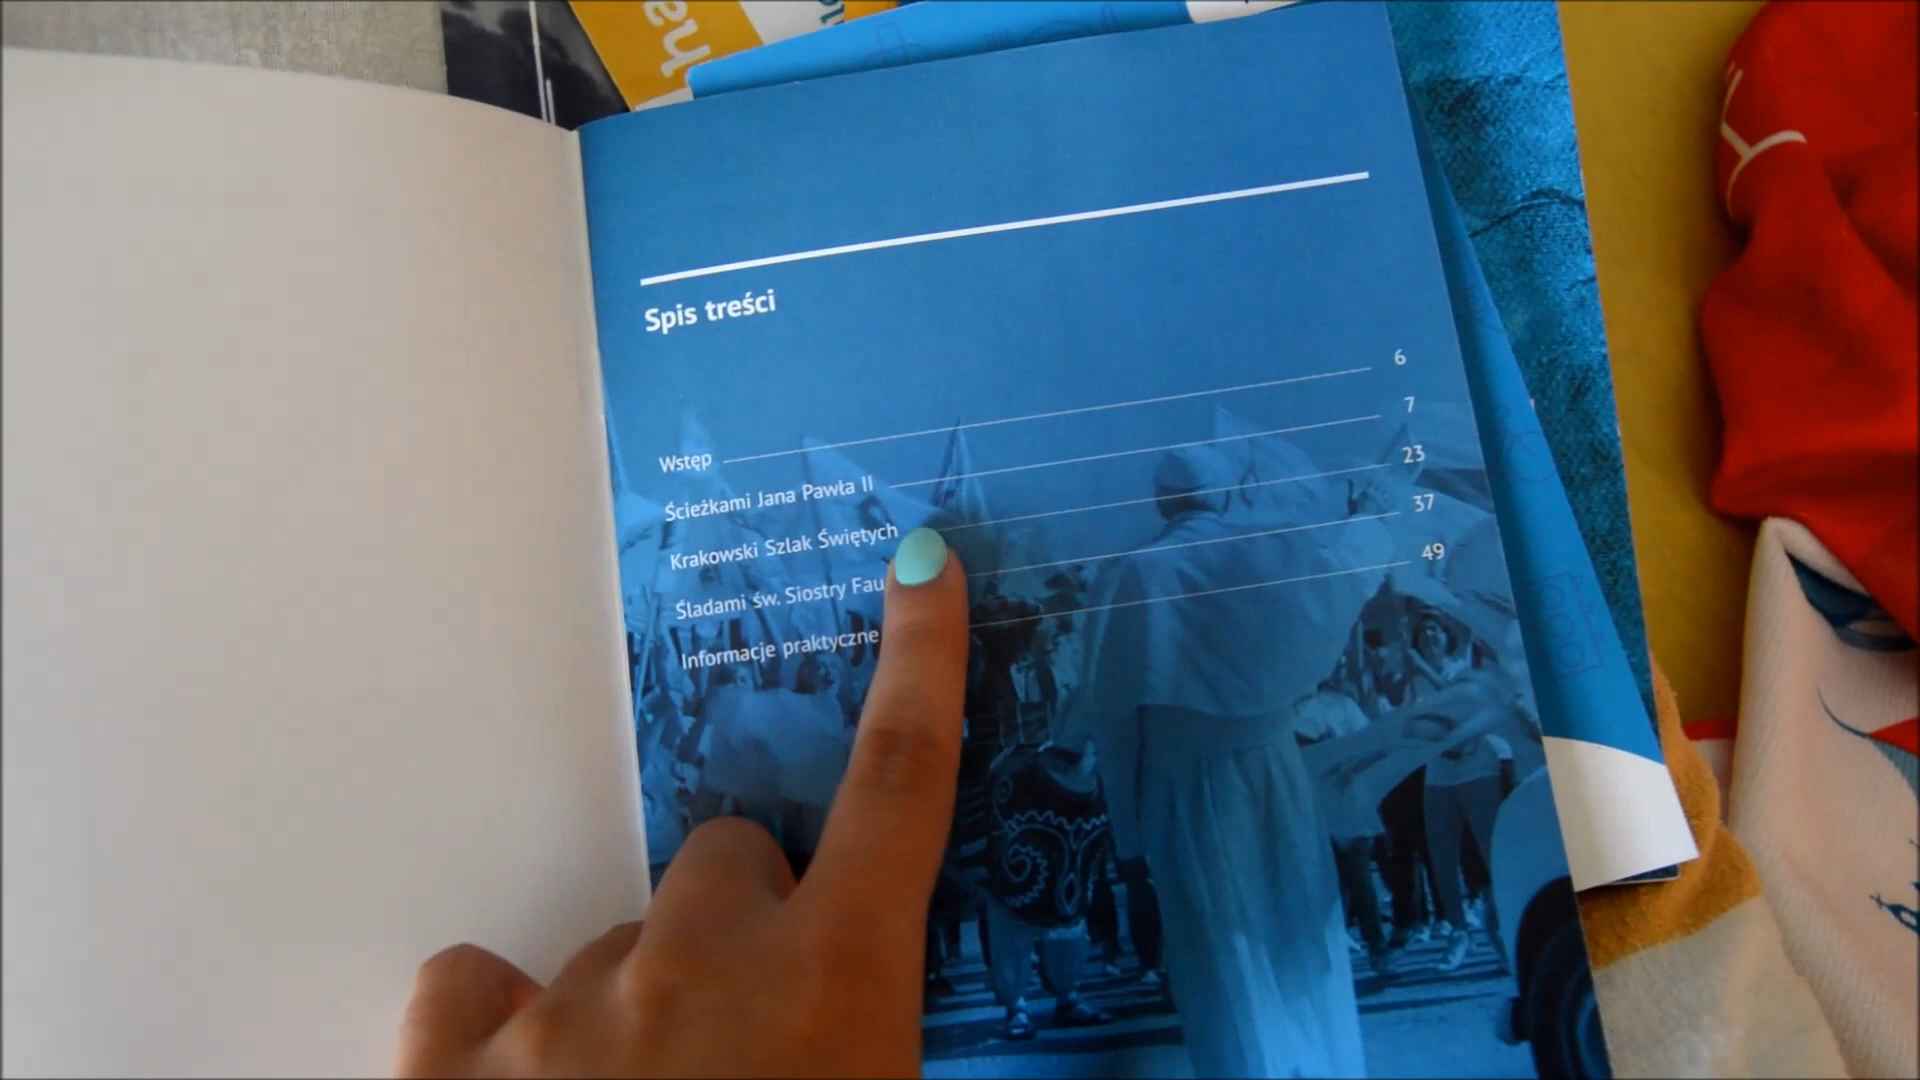 Spis treści
Wstęp 6
Ścieżkami Jana Pawła II 7
Krakowski Szlak Świętych 23
Śladami św. Siostry Fau 37
Informacje praktyczne 49